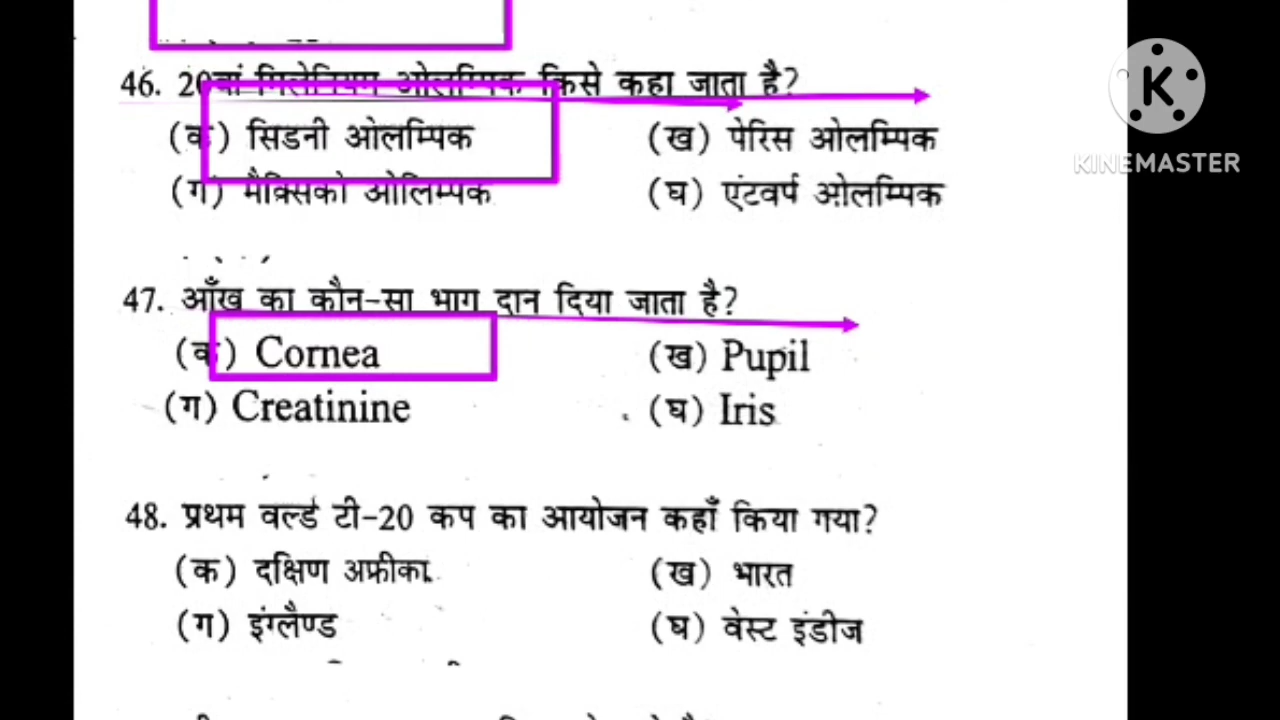 46. 20वां मिलेनियम ओलम्पिक किसे कहा जाता है?
(क) सिडनी ओलम्पिक (ख) पेरिस ओलम्पिक
(ग) मैक्सिको ओलिम्पिक (घ) एंटवर्प ओलम्पिक
47. आँख का कौन-सा भाग दान दिया जाता है?
(क) Cornea (ख) Pupil
(ग) Creatinine (घ) Iris
48. प्रथम वर्ल्ड टी-20 कप का आयोजन कहाँ किया गया?
(क) दक्षिण अफ्रीका (ख) भारत
(ग) इंग्लैण्ड (घ) वेस्ट इंडीज
K
KINEMASTER